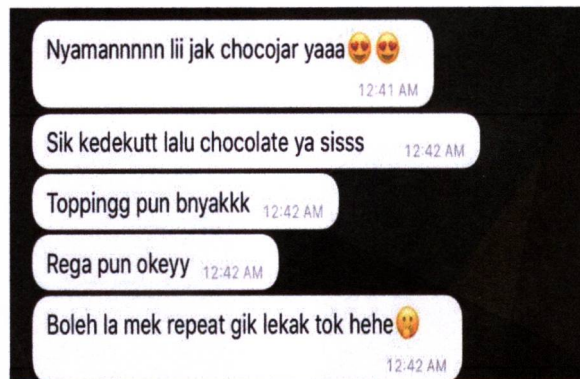 Nyamannnnn lii jak chocojar yaaa😍😍
12:41 AM
Sik kedekutt lalu chocolate ya sisss 12:42 AM
Toppingg pun bnyakkk 12:42 AM
Rega pun okeyy 12:42 AM
Boleh la mek repeat gik lekak tok hehe🤭
12:42 AM